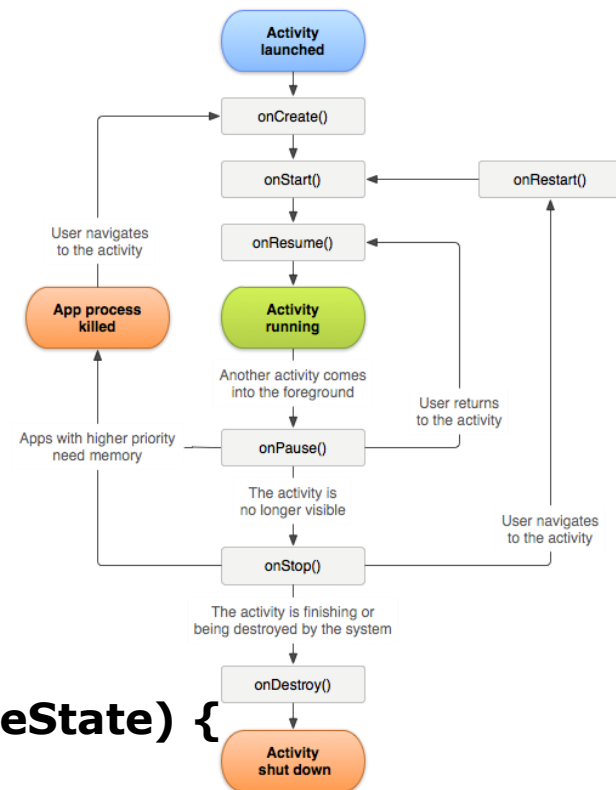 Activity
launched
onCreate()
onStart()
onRestart()
User navigates
to the activity
onResume()
App process
killed
Activity
running
Another activity comes
into the foreground
User returns
to the activity
Apps with higher priority
need memory
onPause()
The activity is
no longer visible
User navigates
to the activity
onStop()
The activity is finishing or
being destroyed by the system
onDestroy()
eState) {
Activity
shut down